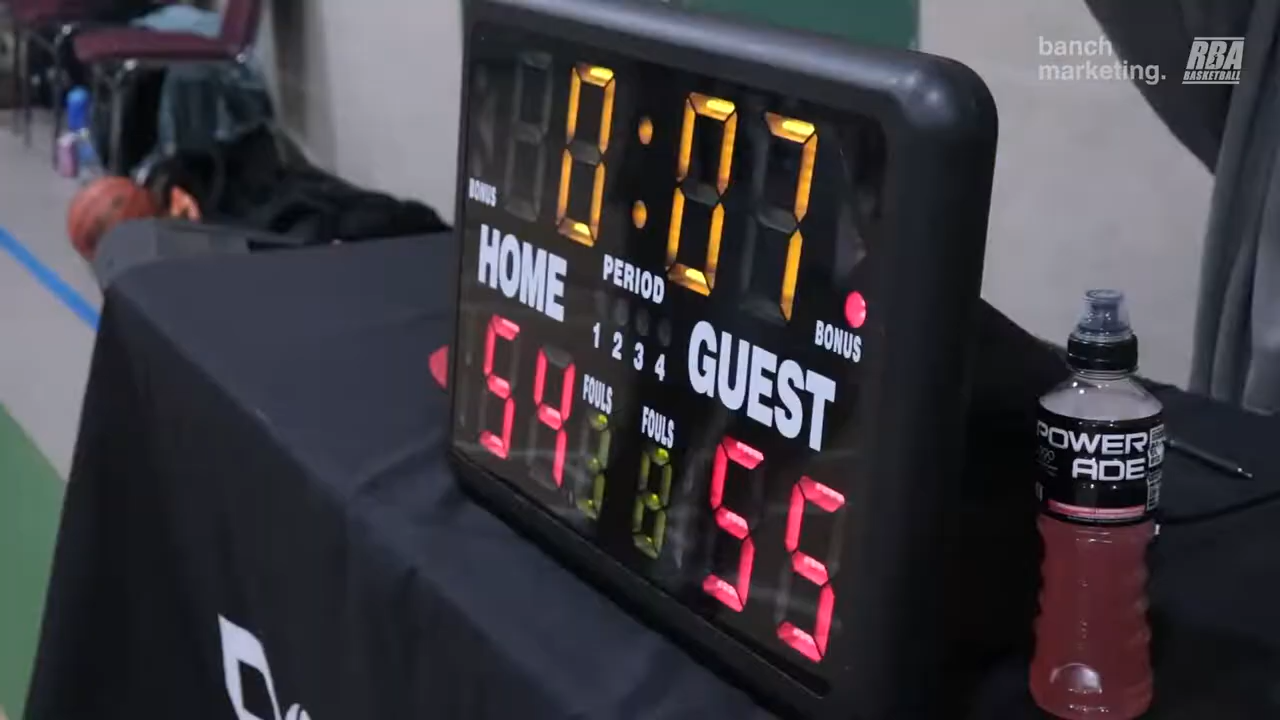 banch
marketing.
RBA
BASKETBALL
0:07
BONUS
HOME
PERIOD
1 2 3 4
GUEST
BONUS
54
FOULS
FOULS
8
55
POWER
ADE